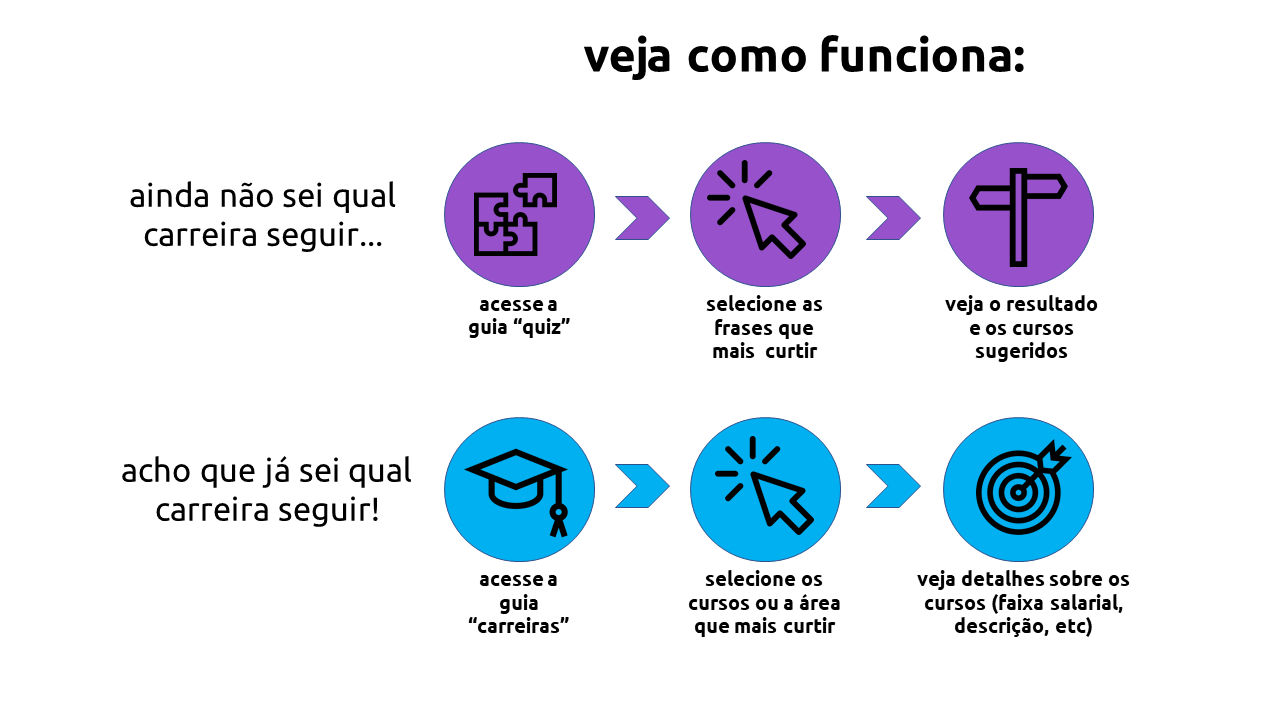 veja como funciona:
ainda não sei qual
carreira seguir...
acesse a
guia “quiz”
selecione as
frases que
mais curtir
veja o resultado
e os cursos
sugeridos
acho que já sei qual
carreira seguir!
acesse a
guia
“carreiras”
selecione os
cursos ou a área
que mais curtir
veja detalhes sobre os
cursos (faixa salarial,
descrição, etc)